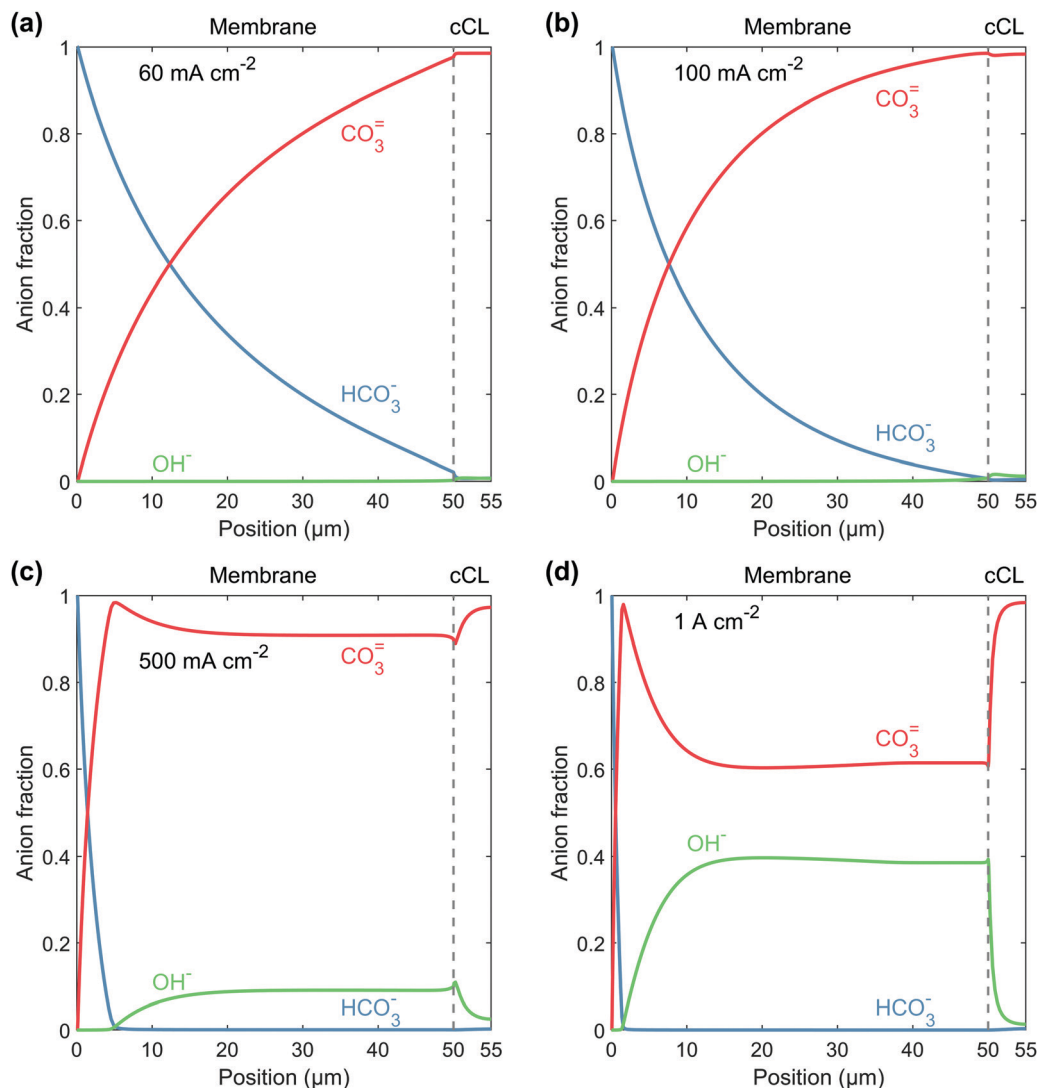 (a) Membrane cCL
60 mA cm⁻²
CO₃⁼
HCO₃⁻
OH⁻
Anion fraction
1
0.8
0.6
0.4
0.2
0
0 10 20 30 40 50 55
Position (µm)
(b) Membrane cCL
100 mA cm⁻²
CO₃⁼
HCO₃⁻
OH⁻
Anion fraction
1
0.8
0.6
0.4
0.2
0
0 10 20 30 40 50 55
Position (µm)
(c) Membrane cCL
CO₃⁼
500 mA cm⁻²
OH⁻
HCO₃⁻
Anion fraction
1
0.8
0.6
0.4
0.2
0
0 10 20 30 40 50 55
Position (µm)
(d) Membrane cCL
1 A cm⁻²
CO₃⁼
OH⁻
HCO₃⁻
Anion fraction
1
0.8
0.6
0.4
0.2
0
0 10 20 30 40 50 55
Position (µm)